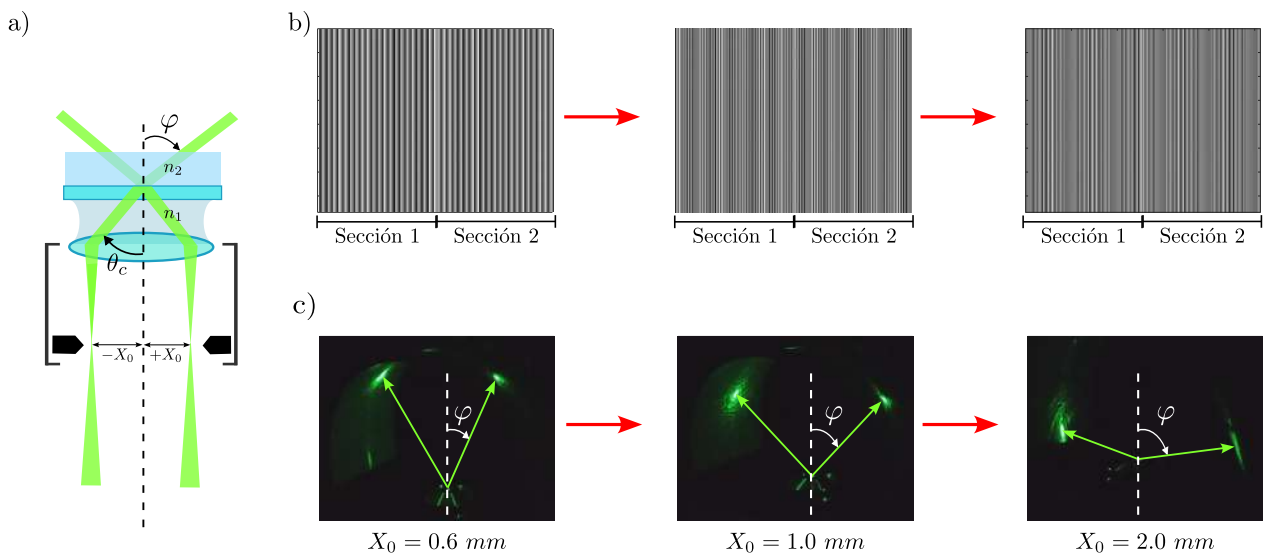 a)
φ
n₂
n₁
θ_c
−X₀ +X₀
b)
Sección 1 Sección 2
Sección 1 Sección 2
Sección 1 Sección 2
c)
φ
φ
φ
X₀ = 0.6 mm
X₀ = 1.0 mm
X₀ = 2.0 mm